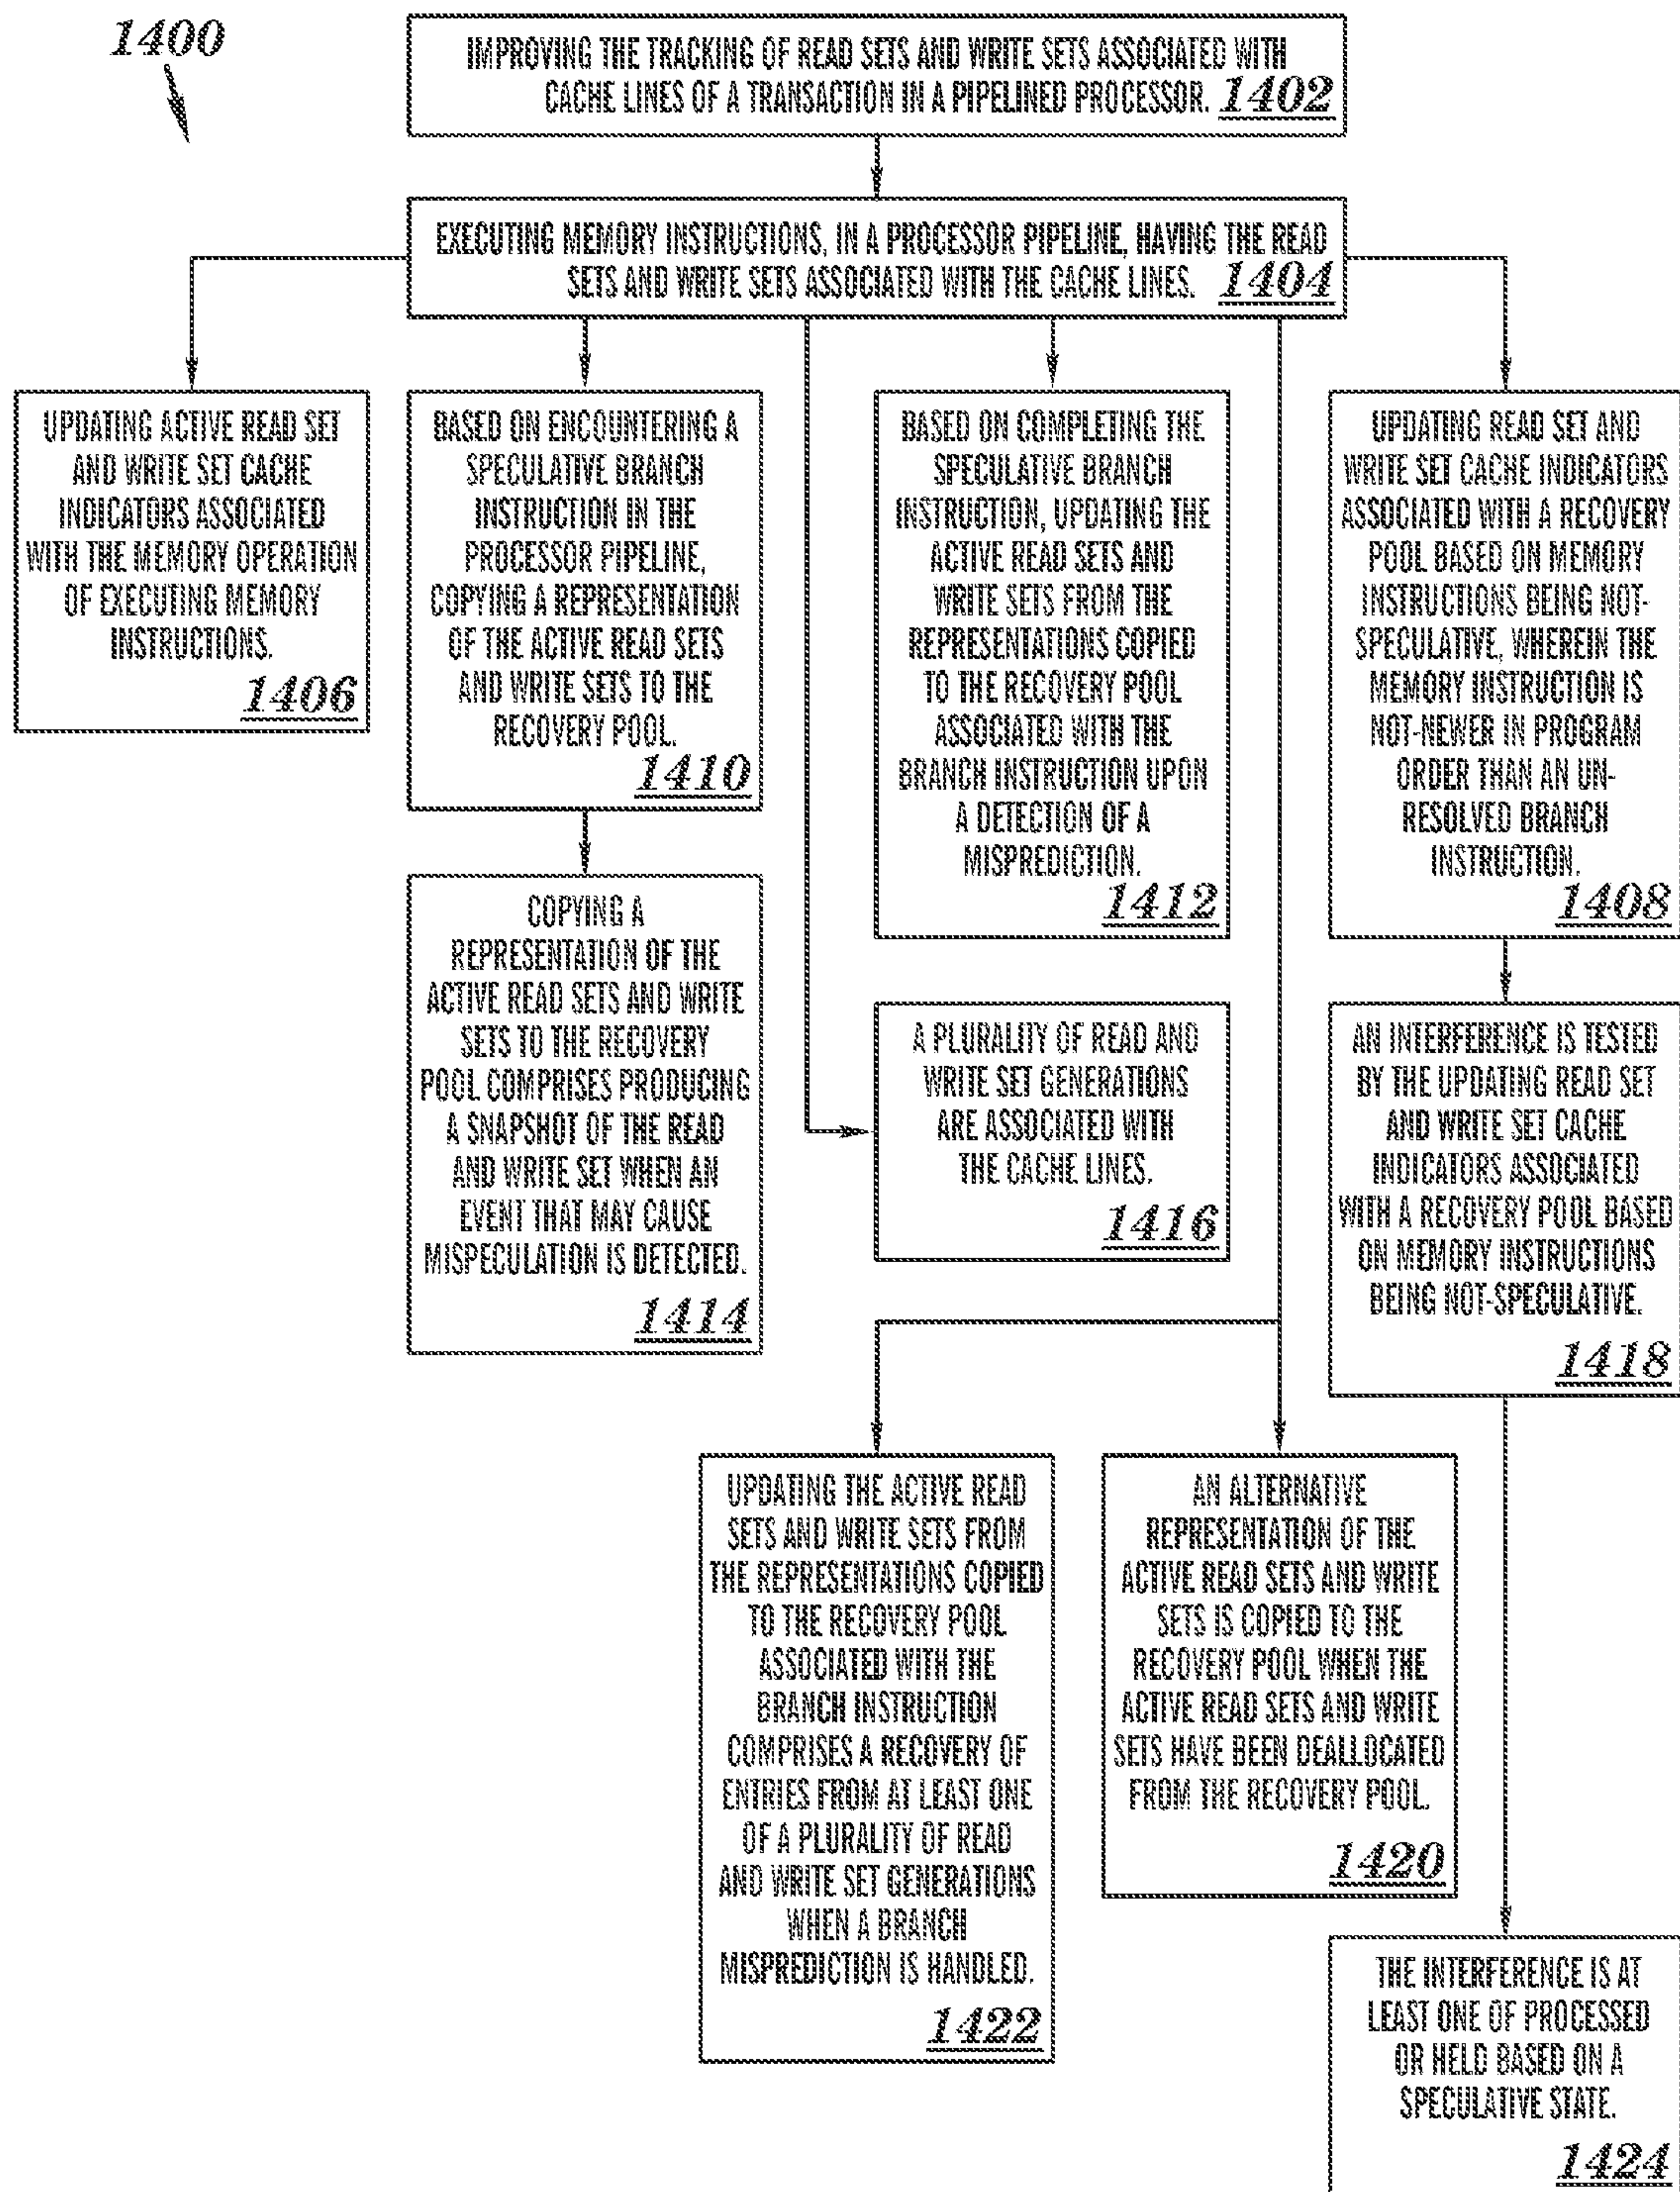 1400
IMPROVING THE TRACKING OF READ SETS AND WRITE SETS ASSOCIATED WITH
CACHE LINES OF A TRANSACTION IN A PIPELINED PROCESSOR. 1402
EXECUTING MEMORY INSTRUCTIONS, IN A PROCESSOR PIPELINE, HAVING THE READ
SETS AND WRITE SETS ASSOCIATED WITH THE CACHE LINES. 1404
UPDATING ACTIVE READ SET
AND WRITE SET CACHE
INDICATORS ASSOCIATED
WITH THE MEMORY OPERATION
OF EXECUTING MEMORY
INSTRUCTIONS.
1406
BASED ON ENCOUNTERING A
SPECULATIVE BRANCH
INSTRUCTION IN THE
PROCESSOR PIPELINE,
COPYING A REPRESENTATION
OF THE ACTIVE READ SETS
AND WRITE SETS TO THE
RECOVERY POOL.
1410
BASED ON COMPLETING THE
SPECULATIVE BRANCH
INSTRUCTION, UPDATING THE
ACTIVE READ SETS AND
WRITE SETS FROM THE
REPRESENTATIONS COPIED
TO THE RECOVERY POOL
ASSOCIATED WITH THE
BRANCH INSTRUCTION UPON
A DETECTION OF A
MISPREDICTION.
1412
UPDATING READ SET AND
WRITE SET CACHE INDICATORS
ASSOCIATED WITH A RECOVERY
POOL BASED ON MEMORY
INSTRUCTIONS BEING NOT-
SPECULATIVE, WHEREIN THE
MEMORY INSTRUCTION IS
NOT-NEWER IN PROGRAM
ORDER THAN AN UN-
RESOLVED BRANCH
INSTRUCTION.
1408
COPYING A
REPRESENTATION OF THE
ACTIVE READ SETS AND WRITE
SETS TO THE RECOVERY
POOL COMPRISES PRODUCING
A SNAPSHOT OF THE READ
AND WRITE SET WHEN AN
EVENT THAT MAY CAUSE
MISPECULATION IS DETECTED.
1414
A PLURALITY OF READ AND
WRITE SET GENERATIONS
ARE ASSOCIATED WITH
THE CACHE LINES.
1416
AN INTERFERENCE IS TESTED
BY THE UPDATING READ SET
AND WRITE SET CACHE
INDICATORS ASSOCIATED
WITH A RECOVERY POOL BASED
ON MEMORY INSTRUCTIONS
BEING NOT-SPECULATIVE.
1418
UPDATING THE ACTIVE READ
SETS AND WRITE SETS FROM
THE REPRESENTATIONS COPIED
TO THE RECOVERY POOL
ASSOCIATED WITH THE
BRANCH INSTRUCTION
COMPRISES A RECOVERY OF
ENTRIES FROM AT LEAST ONE
OF A PLURALITY OF READ
AND WRITE SET GENERATIONS
WHEN A BRANCH
MISPREDICTION IS HANDLED.
1422
AN ALTERNATIVE
REPRESENTATION OF THE
ACTIVE READ SETS AND WRITE
SETS IS COPIED TO THE
RECOVERY POOL WHEN THE
ACTIVE READ SETS AND WRITE
SETS HAVE BEEN DEALLOCATED
FROM THE RECOVERY POOL.
1420
THE INTERFERENCE IS AT
LEAST ONE OF PROCESSED
OR HELD BASED ON A
SPECULATIVE STATE.
1424